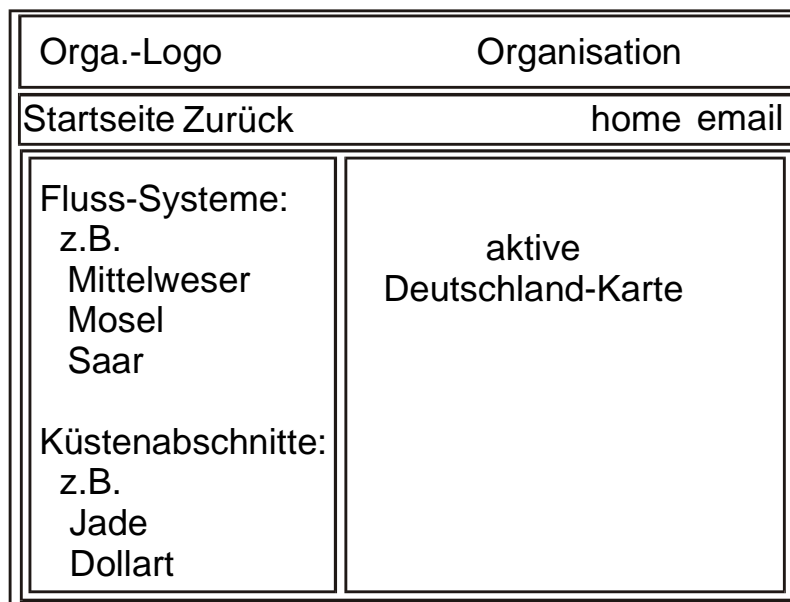 Orga.-Logo Organisation
Startseite Zurück home email
Fluss-Systeme:
z.B.
Mittelweser
Mosel
Saar
Küstenabschnitte:
z.B.
Jade
Dollart
aktive
Deutschland-Karte